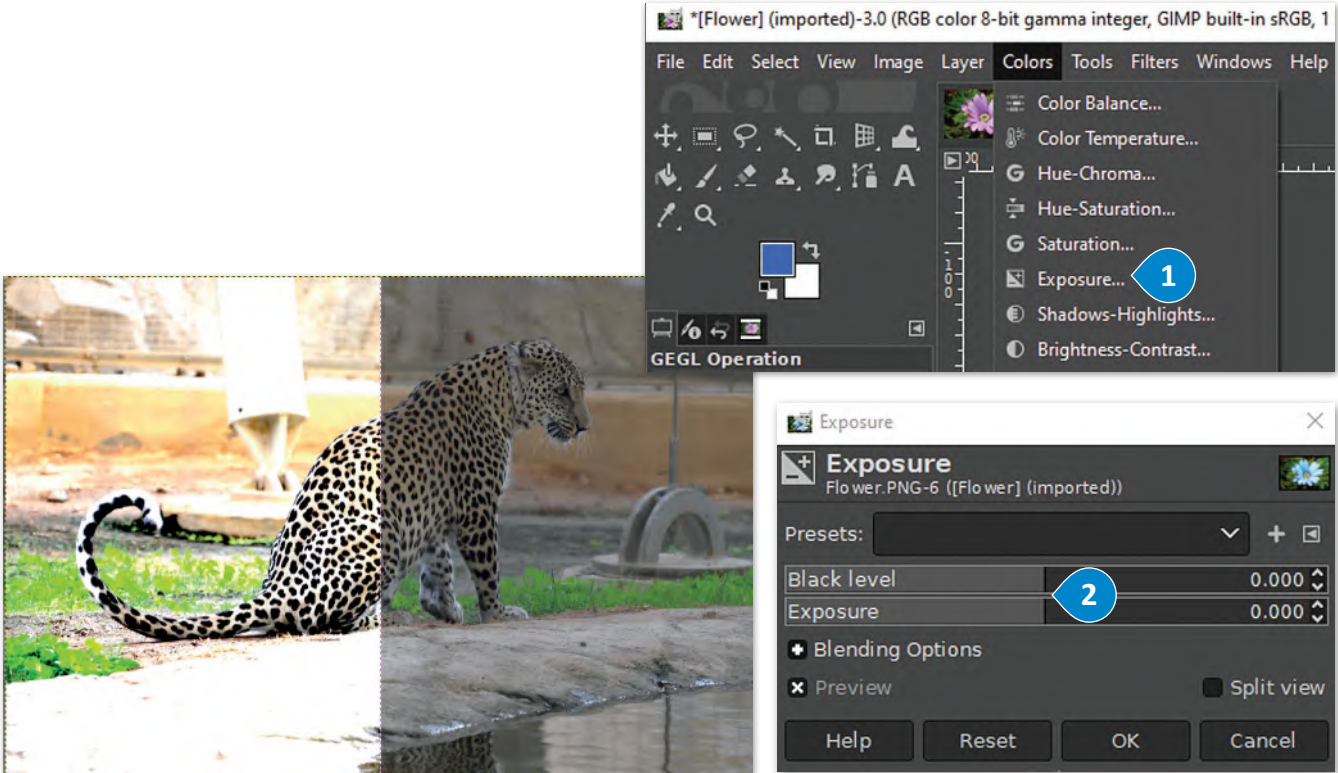 *[Flower] (imported)-3.0 (RGB color 8-bit gamma integer, GIMP built-in sRGB, 1
File Edit Select View Image Layer Colors Tools Filters Windows Help
Color Balance...
Color Temperature...
Hue-Chroma...
Hue-Saturation...
Saturation...
Exposure...
1
Shadows-Highlights...
Brightness-Contrast...
100
GEGL Operation
Exposure
Exposure
Flower.PNG-6 ([Flower] (imported))
Presets:
Black level 0.000
2
Exposure 0.000
Blending Options
Preview Split view
Help Reset OK Cancel